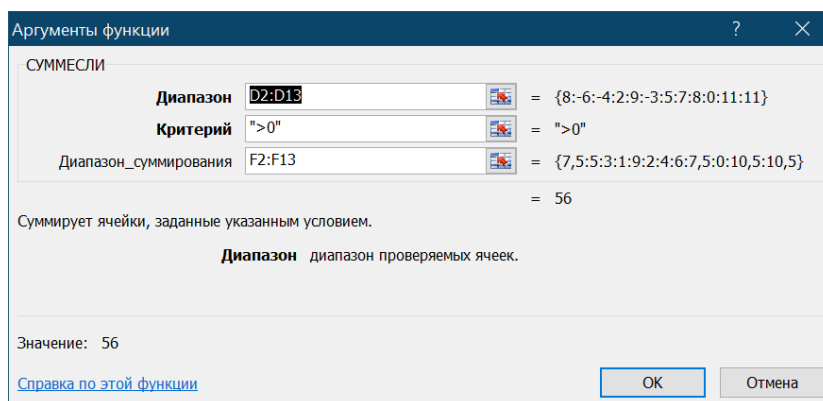 Аргументы функции ? ×
СУММЕСЛИ
Диапазон D2:D13 = {8:-6:-4:2:9:-3:5:7:8:0:11:11}
Критерий ">0" = ">0"
Диапазон_суммирования F2:F13 = {7,5:5:3:1:9:2:4:6:7,5:0:10,5:10,5}
= 56
Суммирует ячейки, заданные указанным условием.
Диапазон диапазон проверяемых ячеек.
Значение: 56
Справка по этой функции ОК Отмена